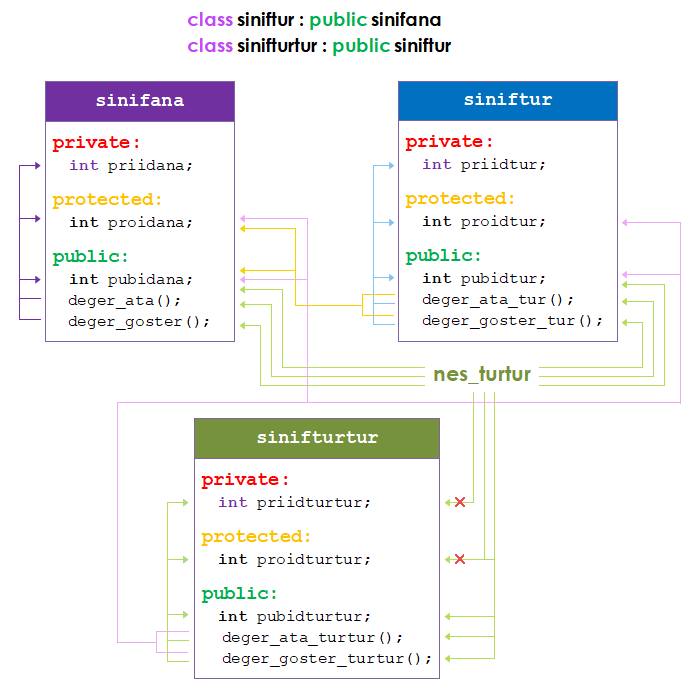 class siniftur : public sinifana
class sinifturtur : public siniftur
sinifana
private:
int priidana;
protected:
int proidana;
public:
int pubidana;
deger_ata();
deger_goster();
siniftur
private:
int priidtur;
protected:
int proidtur;
public:
int pubidtur;
deger_ata_tur();
deger_goster_tur();
nes_turtur
sinifturtur
private:
int priidturtur;
protected:
int proidturtur;
public:
int pubidturtur;
deger_ata_turtur();
deger_goster_turtur();